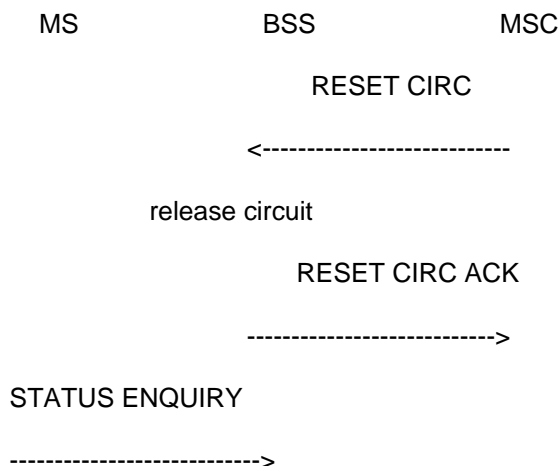 MS BSS MSC
RESET CIRC
<----------------------------
release circuit
RESET CIRC ACK
---------------------------->
STATUS ENQUIRY
---------------------------->